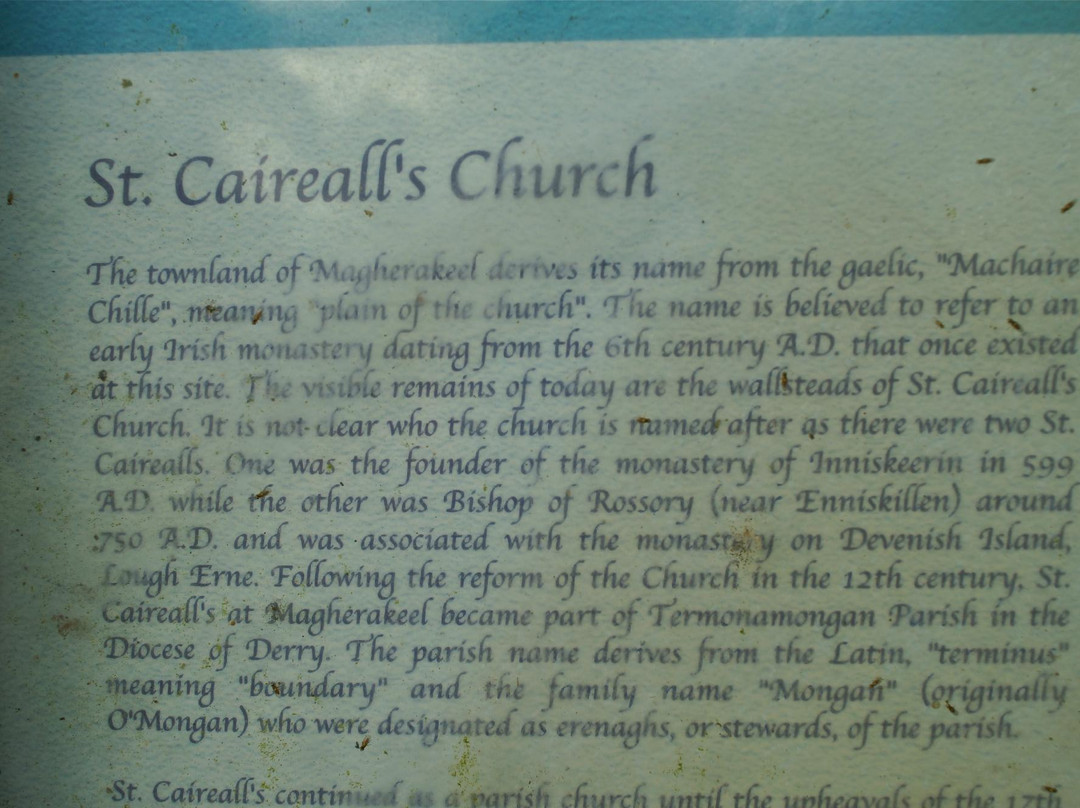 St. Caireall's Church
The townland of Magherakeel derives its name from the gaelic, "Machaire
Chille", meaning "plain of the church". The name is believed to refer to an
early Irish monastery dating from the 6th century A.D. that once existed
at this site. The visible remains of today are the wallsteads of St. Caireall's
Church. It is not clear who the church is named after as there were two St.
Cairealls. One was the founder of the monastery of Inniskeerin in 599
A.D. while the other was Bishop of Rossory (near Enniskillen) around
750 A.D. and was associated with the monastery on Devenish Island,
Lough Erne. Following the reform of the Church in the 12th century, St.
Caireall's at Magherakeel became part of Termonamongan Parish in the
Diocese of Derry. The parish name derives from the Latin, "terminus"
meaning "boundary" and the family name "Mongan" (originally
O'Mongan) who were designated as erenaghs, or stewards, of the parish.
St. Caireall's continued as a parish church until the upheavals of the 17th